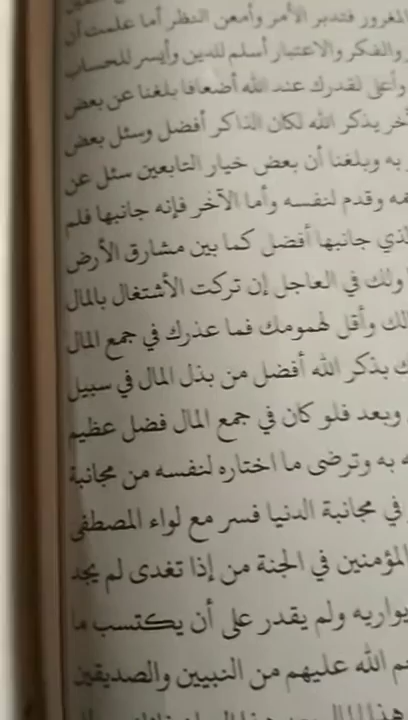 المغرور فتدبر الأمر وأمعن النظر أما علمت أن
والفكر والاعتبار أسلم للدين وأيسر للحساب
وأعلى لقدرك عند الله أضعافا بلغنا عن بعض
آخر يذكر الله لكان الذاكر أفضل وسئل بعض
به وبلغنا أن بعض خيار التابعين سئل عن
وقدم لنفسه وأما الآخر فإنه جانبها فلم
جانبها أفضل كما بين مشارق الأرض
ولك في العاجل إن تركت الأشتغال بالمال
وأقل لهمومك فما عذرك في جمع المال
بذكر الله أفضل من بذل المال في سبيل
وبعد فلو كان في جمع المال فضل عظيم
به وترضى ما اختاره لنفسه من مجانبة
في مجانبة الدنيا فسر مع لواء المصطفى
المؤمنين في الجنة من إذا تغدى لم يجد
يواريه ولم يقدر على أن يكتسب ما
الله عليهم من النبيين والصديقين